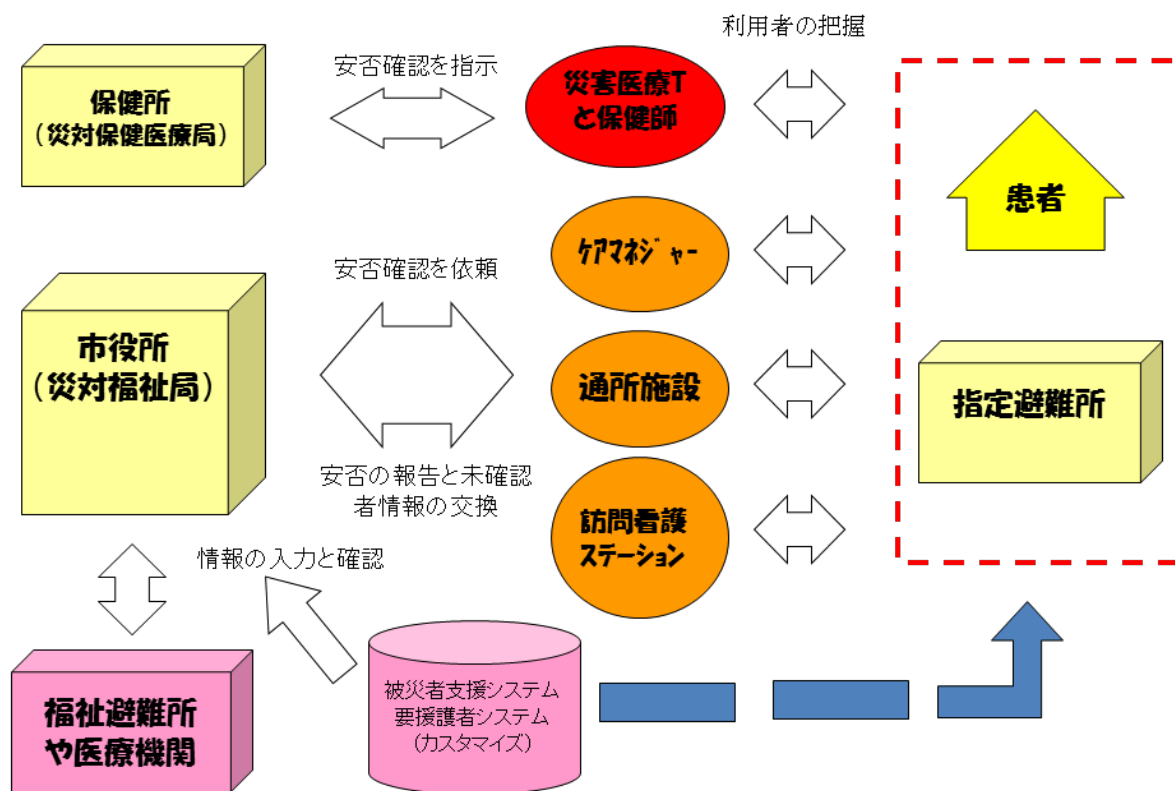 利用者の把握
安否確認を指示
保健所
（災対保健医療局）
災害医療T
と保健師
患者
ｹｱﾏﾈｼﾞｬｰ
安否確認を依頼
市役所
（災対福祉局）
通所施設
指定避難所
安否の報告と未確認
者情報の交換
訪問看護
ステーション
情報の入力と確認
被災者支援システム
要援護者システム
（カスタマイズ）
福祉避難所
や医療機関